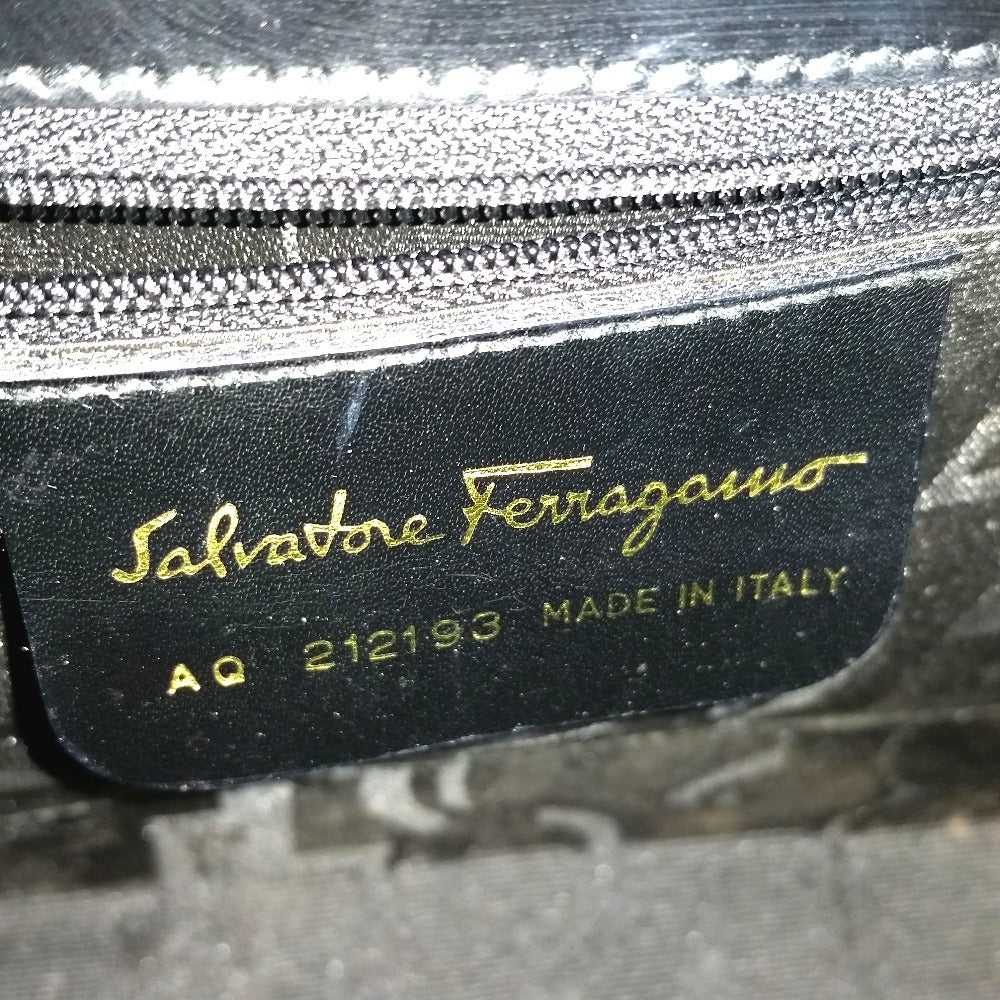 Salvatore Ferragamo
AQ 212193 MADE IN ITALY